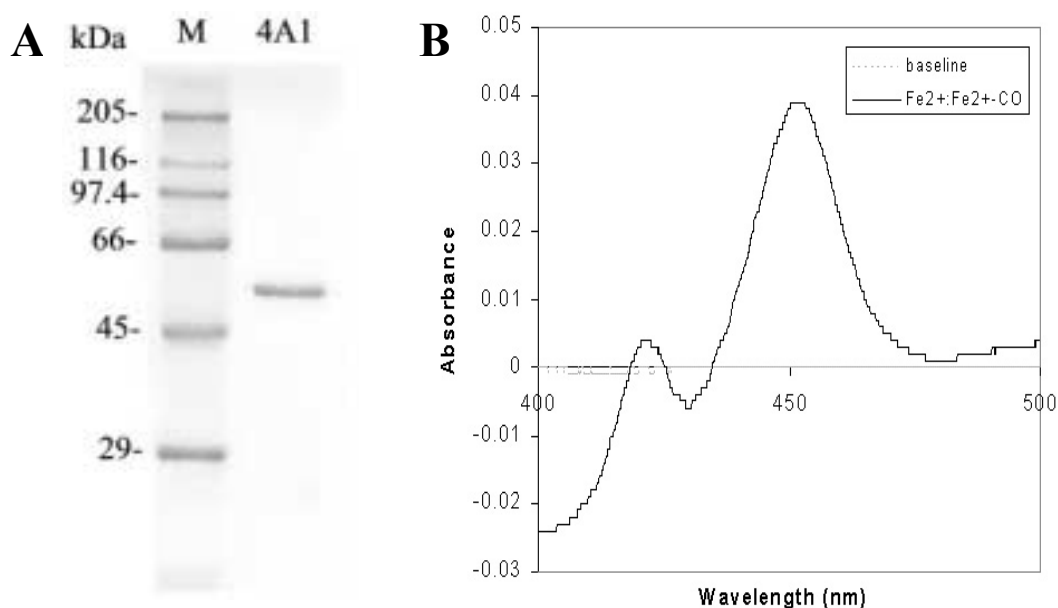 A
kDa M 4A1
205-
116-
97.4-
66-
45-
29-
B
0.05
0.04
0.03
0.02
0.01
0
-0.01
-0.02
-0.03
Absorbance
400 450 500
Wavelength (nm)
baseline
Fe2+:Fe2+-CO